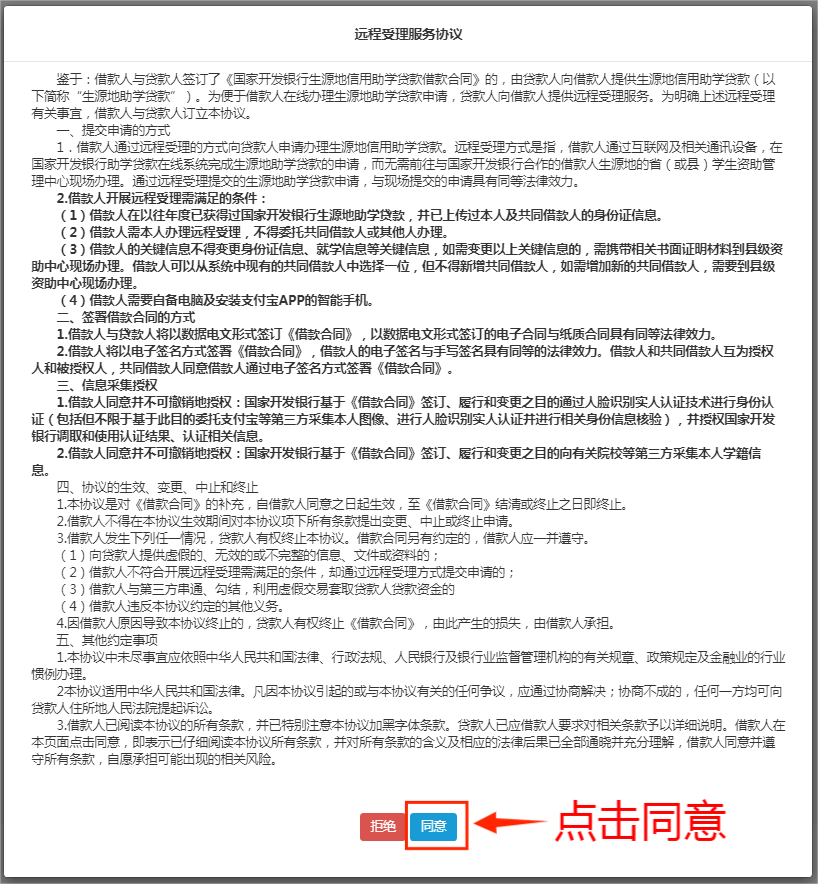 远程受理服务协议
鉴于：借款人与贷款人签订了《国家开发银行生源地信用助学贷款借款合同》的，由贷款人向借款人提供生源地信用助学贷款（以
下简称“生源地助学贷款”）。为便于借款人在线办理生源地助学贷款申请，贷款人向借款人提供远程受理服务。为明确上述远程受理
有关事宜，借款人与贷款人订立本协议。
一、提交申请的方式
1．借款人通过远程受理的方式向贷款人申请办理生源地信用助学贷款。远程受理方式是指，借款人通过互联网及相关通讯设备，在
国家开发银行助学贷款在线系统完成生源地助学贷款的申请，而无需前往与国家开发银行合作的借款人生源地的省（或县）学生资助管
理中心现场办理。通过远程受理提交的生源地助学贷款申请，与现场提交的申请具有同等法律效力。
2.借款人开展远程受理需满足的条件：
（1）借款人在以往年度已获得过国家开发银行生源地助学贷款，并已上传过本人及共同借款人的身份证信息。
（2）借款人需本人办理远程受理，不得委托共同借款人或其他人办理。
（3）借款人的关键信息不得变更身份证信息、就学信息等关键信息，如需变更以上关键信息的，需携带相关书面证明材料到县级资
助中心现场办理。借款人可以从系统中现有的共同借款人中选择一位，但不得新增共同借款人，如需增加新的共同借款人，需要到县级
资助中心现场办理。
（4）借款人需要自备电脑及安装支付宝APP的智能手机。
二、签署借款合同的方式
1.借款人与贷款人将以数据电文形式签订《借款合同》，以数据电文形式签订的电子合同与纸质合同具有同等法律效力。
2.借款人将以电子签名方式签署《借款合同》，借款人的电子签名与手写签名具有同等的法律效力。借款人和共同借款人互为授权
人和被授权人，共同借款人同意借款人通过电子签名方式签署《借款合同》。
三、信息采集授权
1.借款人同意并不可撤销地授权：国家开发银行基于《借款合同》签订、履行和变更之目的通过人脸识别实人认证技术进行身份认
证（包括但不限于基于此目的委托支付宝等第三方采集本人图像、进行人脸识别实人认证并进行相关身份信息核验），并授权国家开发
银行调取和使用认证结果、认证相关信息。
2.借款人同意并不可撤销地授权：国家开发银行基于《借款合同》签订、履行和变更之目的向有关院校等第三方采集本人学籍信
息。
四、协议的生效、变更、中止和终止
1.本协议是对《借款合同》的补充，自借款人同意之日起生效，至《借款合同》结清或终止之日即终止。
2.借款人不得在本协议生效期间对本协议项下所有条款提出变更、中止或终止申请。
3.借款人发生下列任一情况，贷款人有权终止本协议。借款合同另有约定的，借款人应一并遵守。
（1）向贷款人提供虚假的、无效的或不完整的信息、文件或资料的；
（2）借款人不符合开展远程受理需满足的条件，却通过远程受理方式提交申请的；
（3）借款人与第三方串通、勾结，利用虚假交易套取贷款人贷款资金的
（4）借款人违反本协议约定的其他义务。
4.因借款人原因导致本协议终止的，贷款人有权终止《借款合同》，由此产生的损失，由借款人承担。
五、其他约定事项
1.本协议中未尽事宜应依照中华人民共和国法律、行政法规、人民银行及银行业监督管理机构的有关规章、政策规定及金融业的行业
惯例办理。
2本协议适用中华人民共和国法律。凡因本协议引起的或与本协议有关的任何争议，应通过协商解决；协商不成的，任何一方均可向
贷款人住所地人民法院提起诉讼。
3.借款人已阅读本协议的所有条款，并已特别注意本协议加黑字体条款。贷款人已应借款人要求对相关条款予以详细说明。借款人在
本页面点击同意，即表示已仔细阅读本协议所有条款，并对所有条款的含义及相应的法律后果已全部通晓并充分理解，借款人同意并遵
守所有条款，自愿承担可能出现的相关风险。
拒绝 同意 点击同意